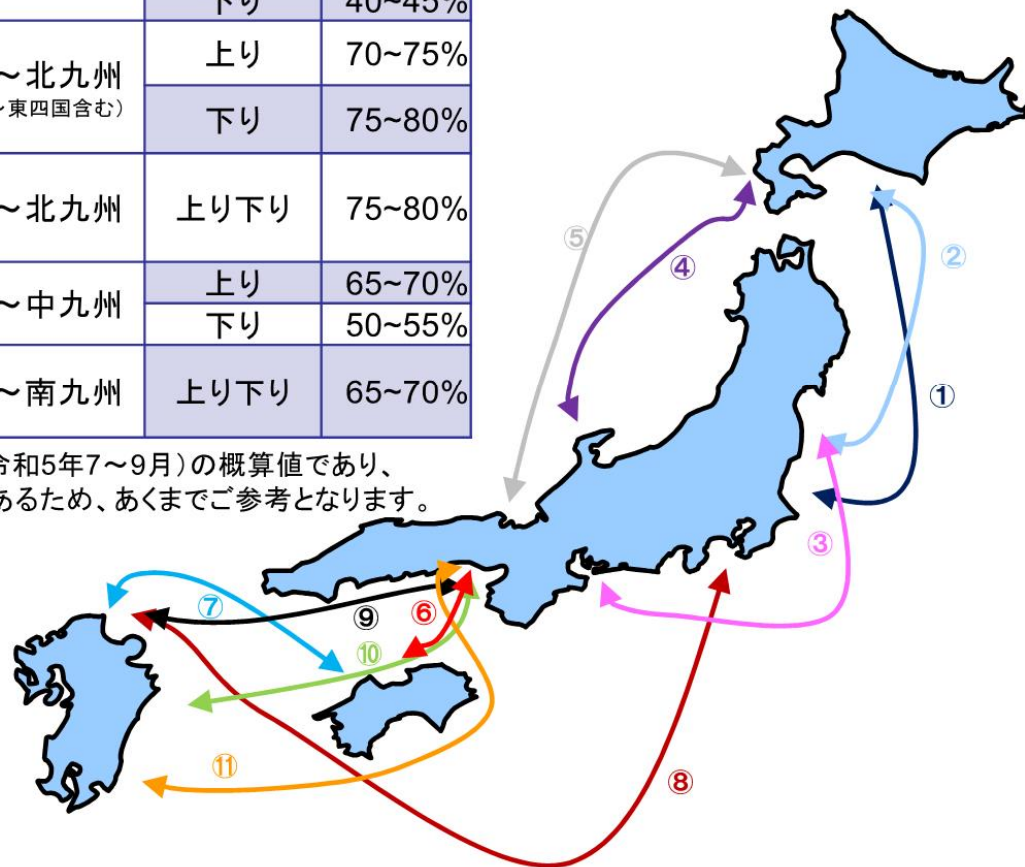 下り 40~45%
～北九州 上り 70~75%
～東四国含む)
下り 75~80%
～北九州 上り下り 75~80%
～中九州 上り 65~70%
下り 50~55%
～南九州 上り下り 65~70%
令和5年7～9月)の概算値であり、
あるため、あくまでご参考となります。
⑤
④
②
①
③
⑦
⑨
⑥
⑩
⑪
⑧